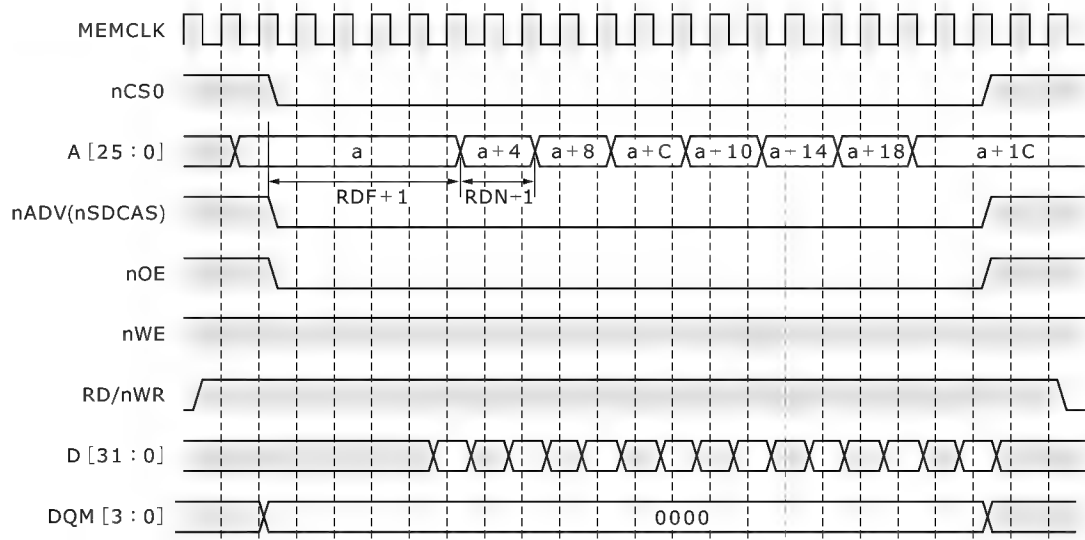 MEMCLK
nCS0
A [25 : 0] a a+4 a+8 a+C a−10 a−14 a+18 a+1C
RDF+1 RDN−1
nADV(nSDCAS)
nOE
nWE
RD/nWR
D [31 : 0]
DQM [3 : 0] 0000